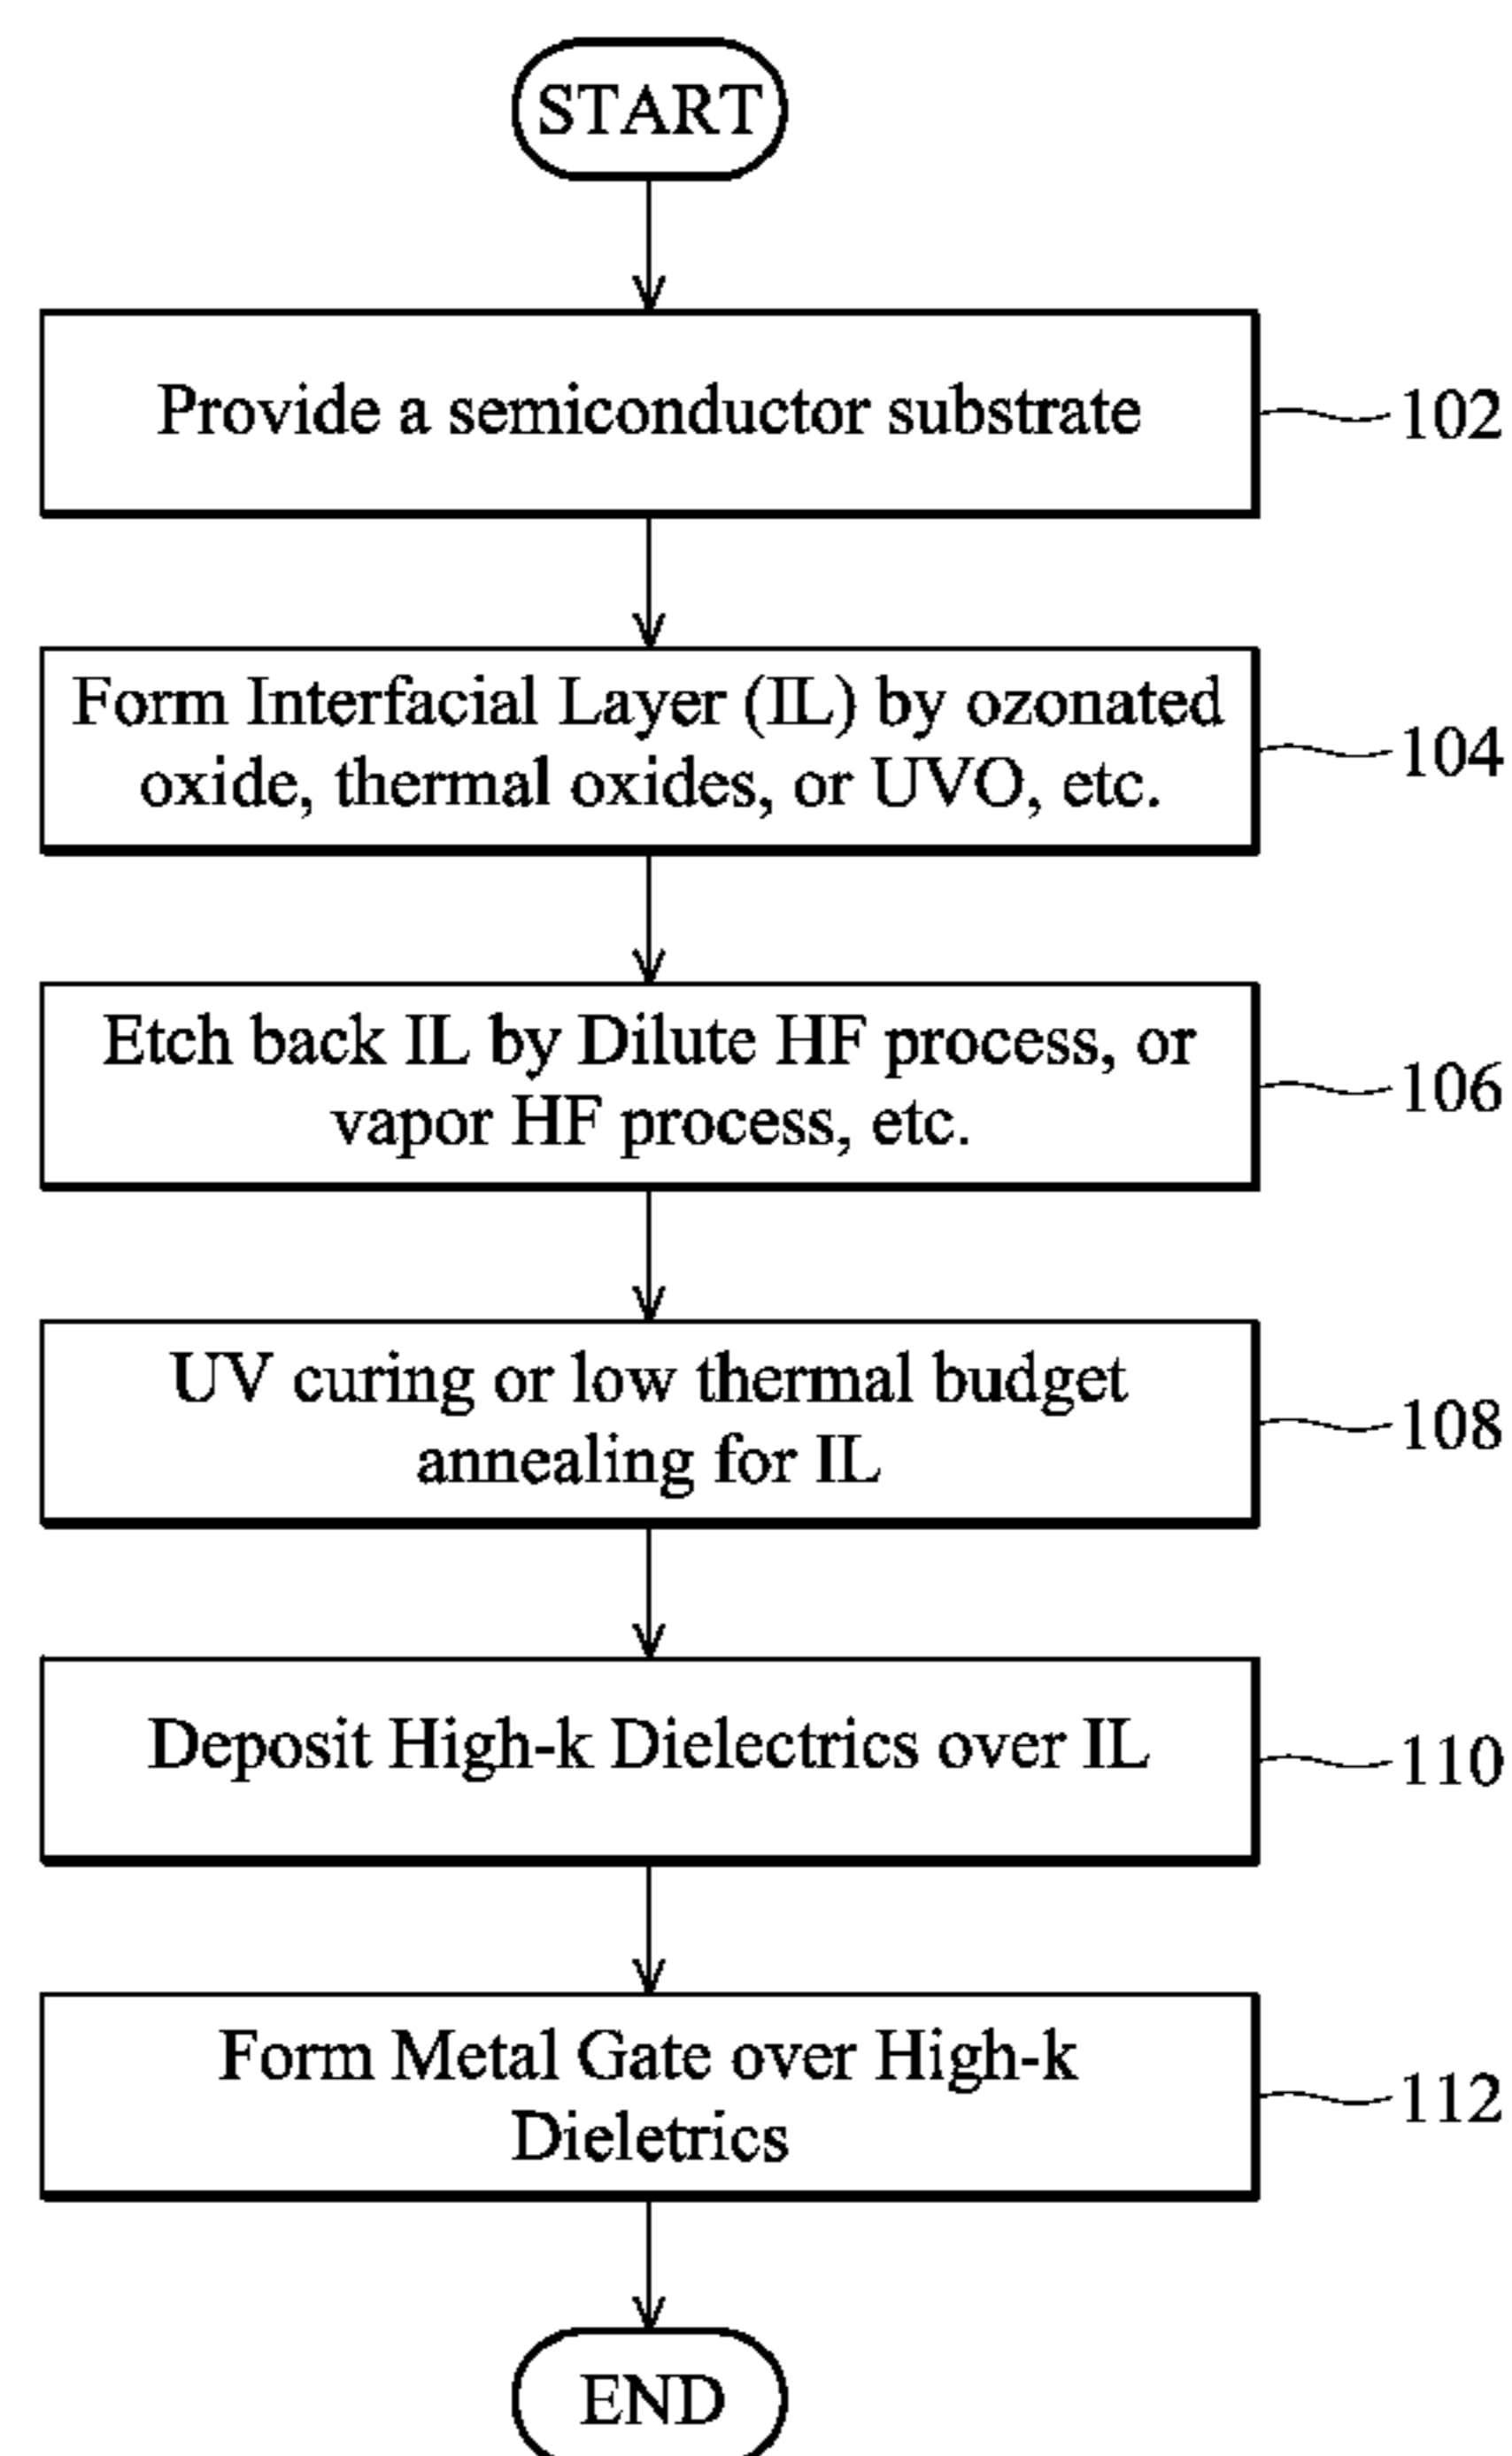 START
Provide a semiconductor substrate
102
Form Interfacial Layer (IL) by ozonated
oxide, thermal oxides, or UVO, etc.
104
Etch back IL by Dilute HF process, or
vapor HF process, etc.
106
UV curing or low thermal budget
annealing for IL
108
Deposit High-k Dielectrics over IL
110
Form Metal Gate over High-k
Dieletrics
112
END